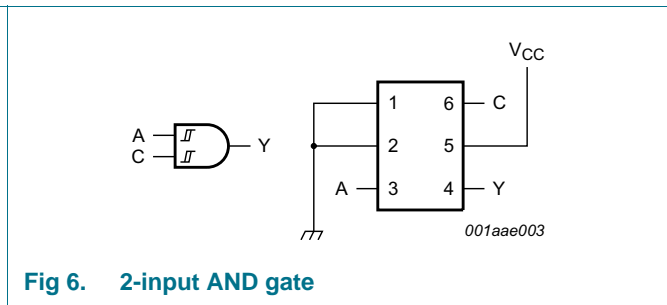 VCC
1 6 C
A
C
Y
2 5
A 3 4 Y
001aae003
Fig 6. 2-input AND gate